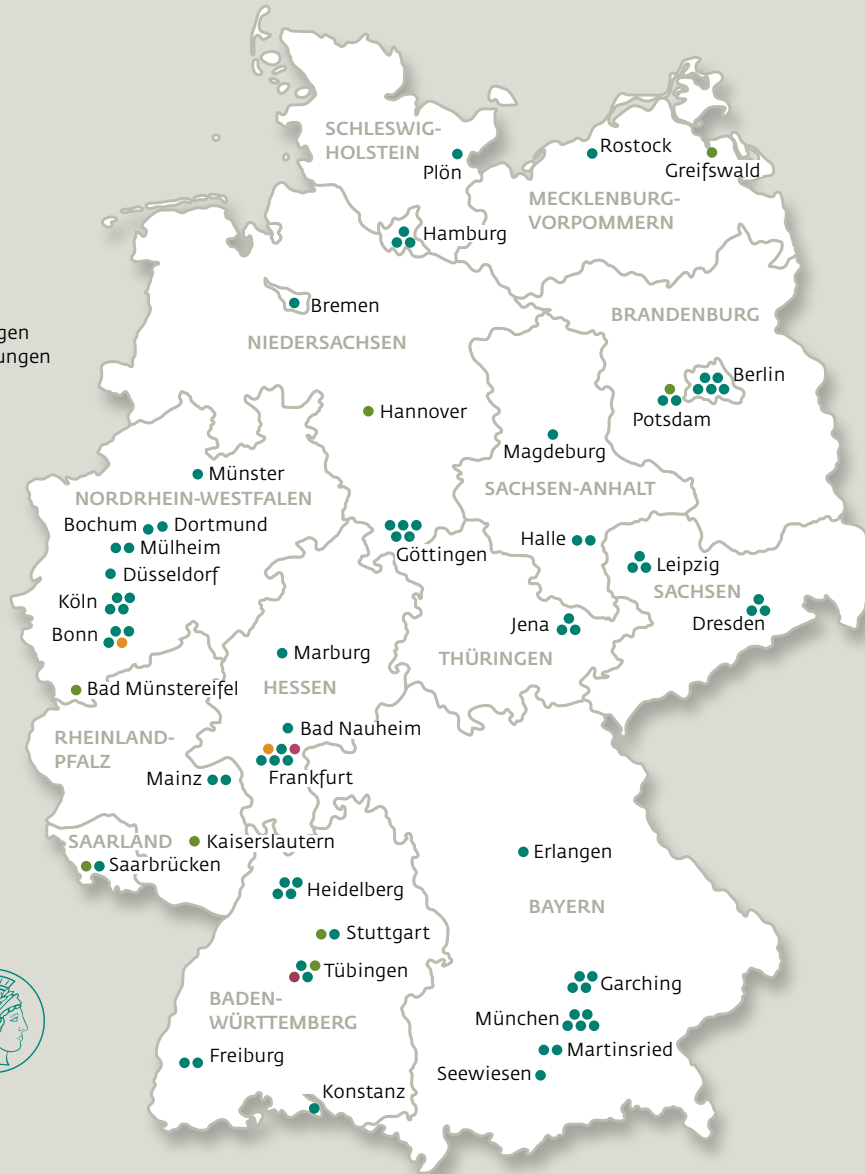 SCHLESWIG-
HOLSTEIN
Plön
Rostock
Greifswald
MECKLENBURG-
VORPOMMERN
Hamburg
Bremen
BRANDENBURG
gen
ungen
NIEDERSACHSEN
Berlin
Hannover
Potsdam
Magdeburg
Münster
SACHSEN-ANHALT
NORDRHEIN-WESTFALEN
Bochum
Dortmund
Halle
Göttingen
Mülheim
Leipzig
Düsseldorf
SACHSEN
Köln
Dresden
Jena
Bonn
Marburg
THÜRINGEN
Bad Münstereifel
HESSEN
Bad Nauheim
RHEINLAND-
PFALZ
Mainz
Frankfurt
SAARLAND
Kaiserslautern
Erlangen
Saarbrücken
Heidelberg
BAYERN
Stuttgart
Tübingen
Garching
BADEN-
WÜRTTEMBERG
München
Martinsried
Freiburg
Seewiesen
Konstanz